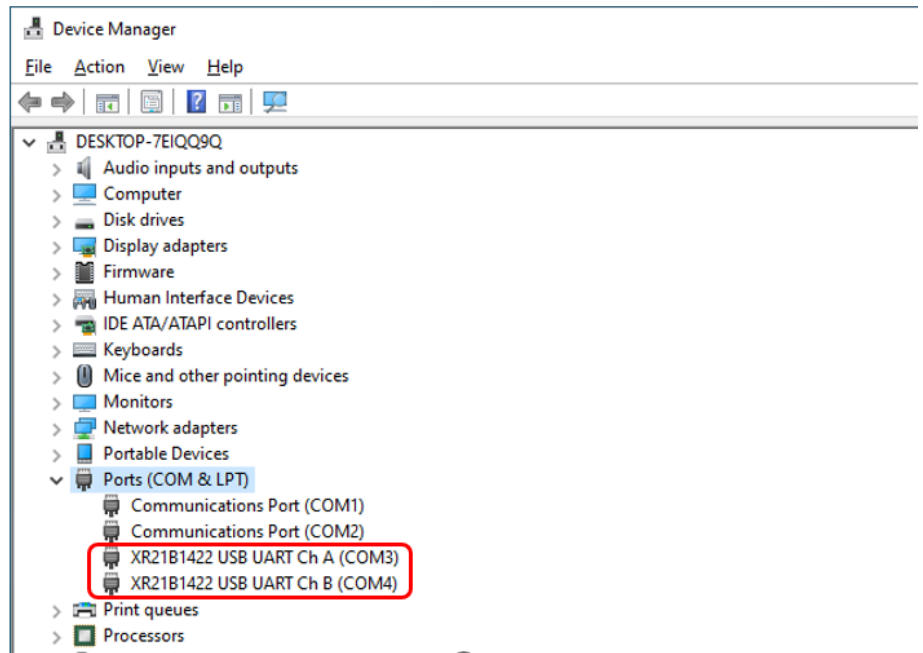 Device Manager
File Action View Help
DESKTOP-7EIQQ9Q
Audio inputs and outputs
Computer
Disk drives
Display adapters
Firmware
Human Interface Devices
IDE ATA/ATAPI controllers
Keyboards
Mice and other pointing devices
Monitors
Network adapters
Portable Devices
Ports (COM & LPT)
Communications Port (COM1)
Communications Port (COM2)
XR21B1422 USB UART Ch A (COM3)
XR21B1422 USB UART Ch B (COM4)
Print queues
Processors